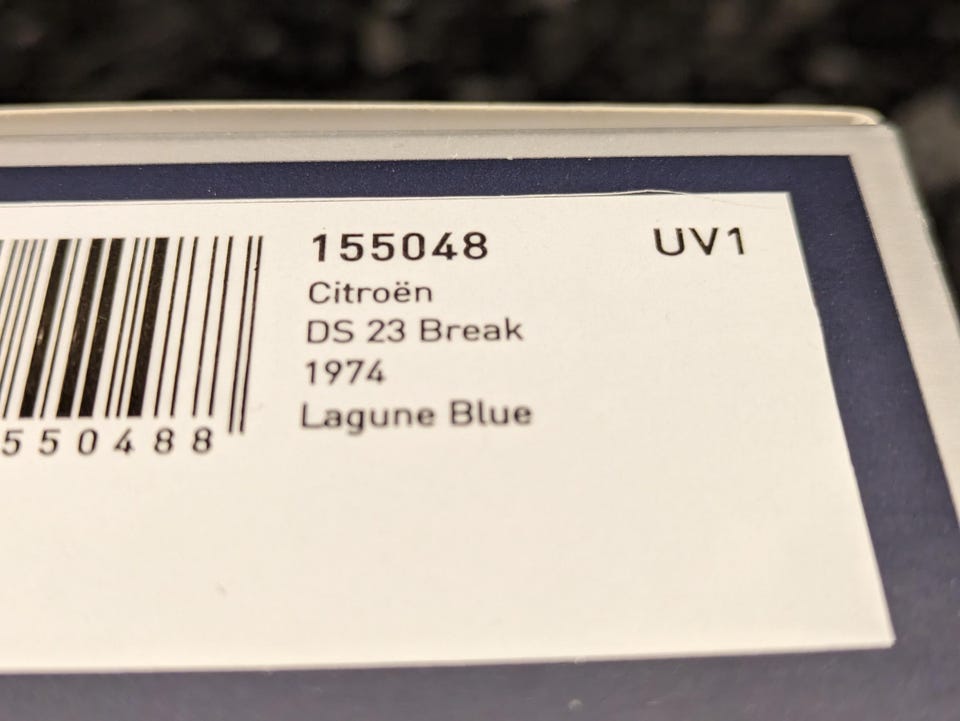 155048
UV1
Citroën
DS 23 Break
1974
Lagune Blue
550488